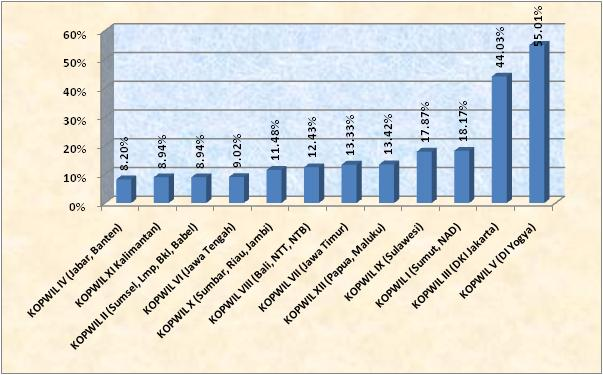 60%
50%
40%
30%
20%
10%
0%
8.20%
8.94%
8.94%
9.02%
11.48%
12.43%
13.33%
13.42%
17.87%
18.17%
44.03%
55.01%
KOPWIL IV (Jabar, Banten)
KOPWIL XI Kalimantan)
KOPWIL II (Sumsel, Lmp, Bkl, Babel)
KOPWIL VI (Jawa Tengah)
KOPWIL X (Sumbar, Riau, Jambi)
KOPWIL VIII (Bali, NTT, NTB)
KOPWIL VII (Jawa Timur)
KOPWIL XII (Papua, Maluku)
KOPWIL IX (Sulawesi)
KOPWIL I (Sumut, NAD)
KOPWIL III (DKI Jakarta)
KOPWIL V (DI Yogya)